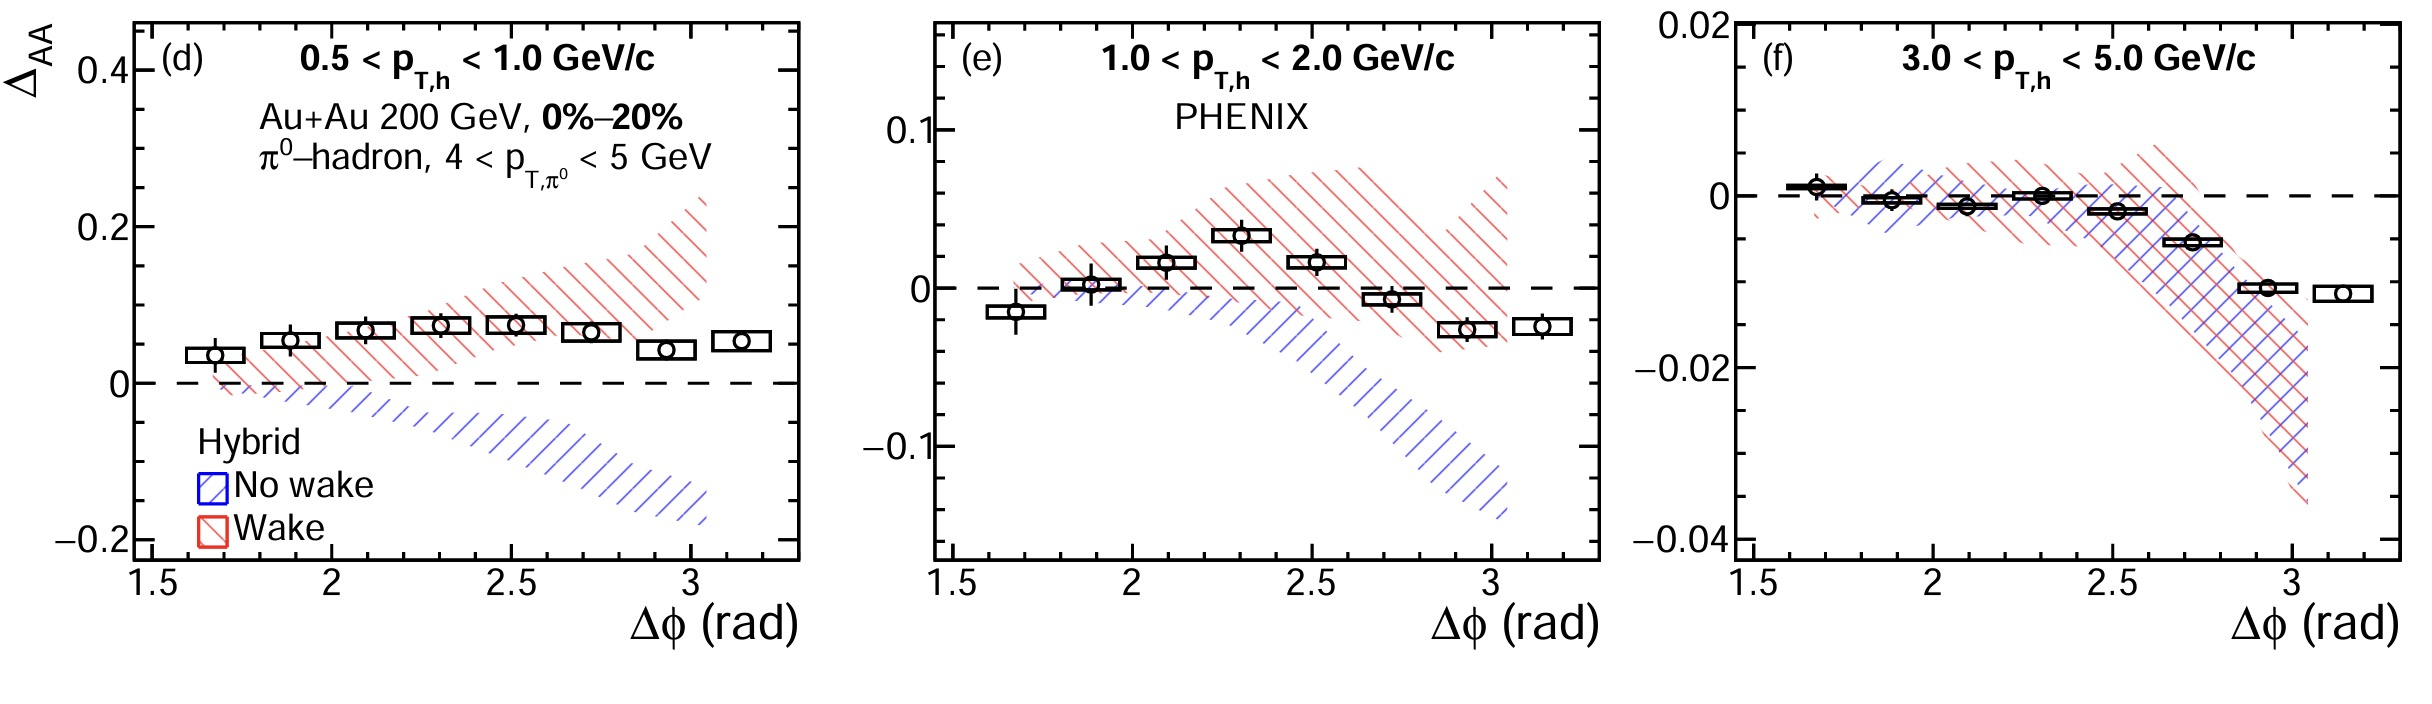 Δ_AA
(d) 0.5 < p_T,h < 1.0 GeV/c
Au+Au 200 GeV, 0%–20%
π⁰–hadron, 4 < p_T,π⁰ < 5 GeV
0.4
0.2
0
−0.2
Hybrid
No wake
Wake
1.5 2 2.5 3
Δϕ (rad)
(e) 1.0 < p_T,h < 2.0 GeV/c
PHENIX
0.1
0
−0.1
1.5 2 2.5 3
Δϕ (rad)
(f) 3.0 < p_T,h < 5.0 GeV/c
0.02
0
−0.02
−0.04
1.5 2 2.5 3
Δϕ (rad)